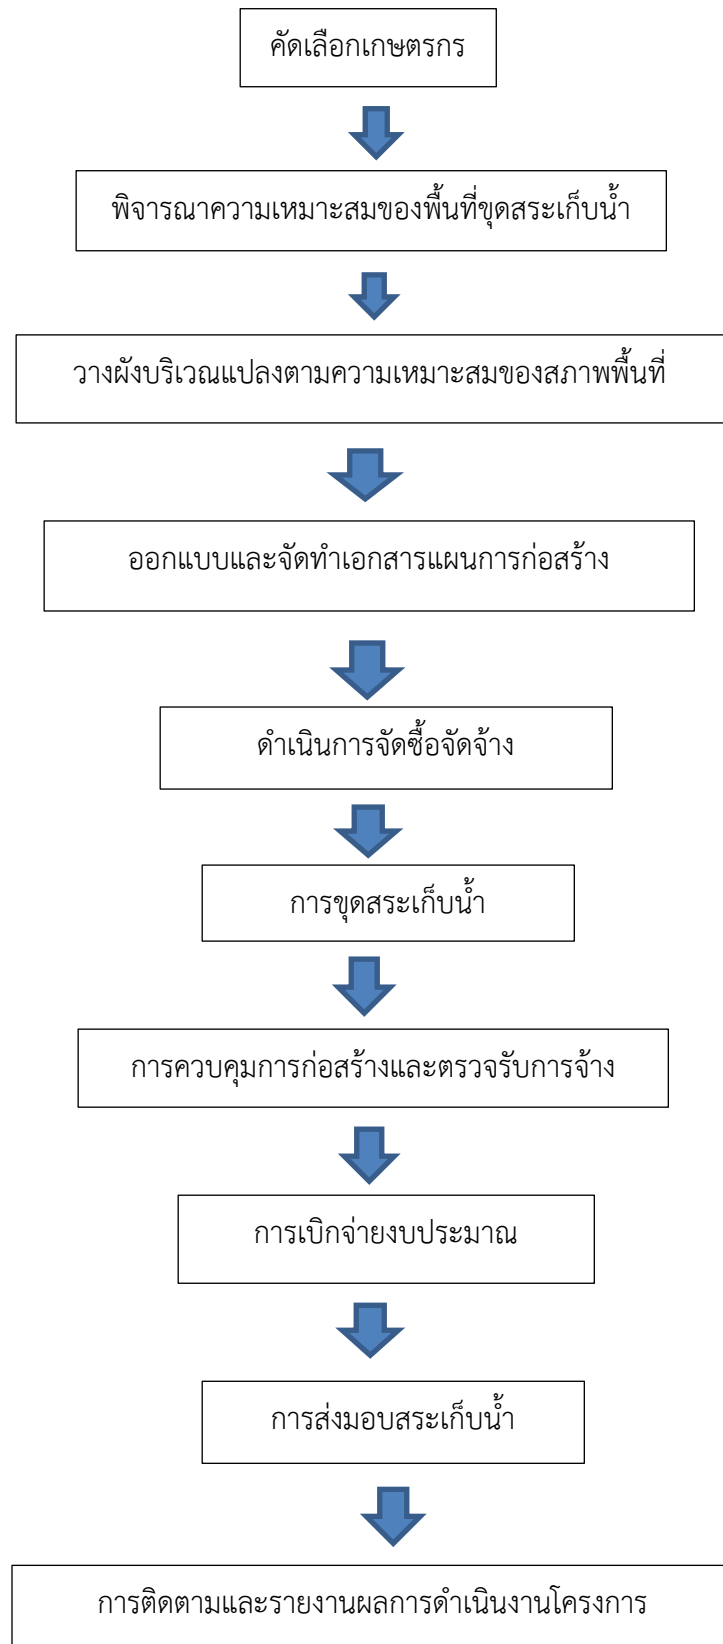 คัดเลือกเกษตรกร
พิจารณาความเหมาะสมของพื้นที่ขุดสระเก็บน้ำ
วางผังบริเวณแปลงตามความเหมาะสมของสภาพพื้นที่
ออกแบบและจัดทำเอกสารแผนการก่อสร้าง
ดำเนินการจัดซื้อจัดจ้าง
การขุดสระเก็บน้ำ
การควบคุมการก่อสร้างและตรวจรับการจ้าง
การเบิกจ่ายงบประมาณ
การส่งมอบสระเก็บน้ำ
การติดตามและรายงานผลการดำเนินงานโครงการ